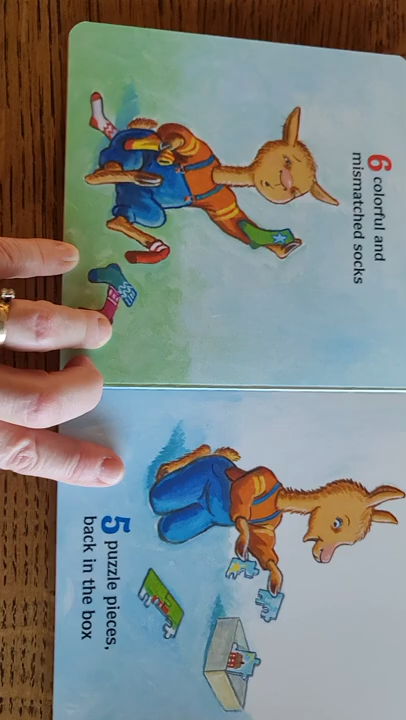 6 colorful and
mismatched socks
5 puzzle pieces,
back in the box